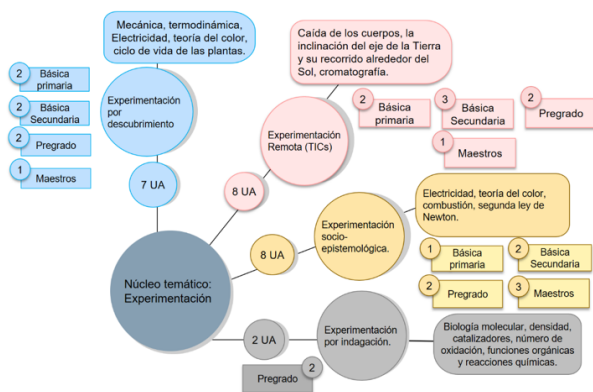 Mecánica, termodinámica,
Electricidad, teoría del color,
ciclo de vida de las plantas.
2
Básica
primaria
2
Básica
Secundaria
2
Pregrado
1
Maestros
Experimentación
por
descubrimiento
7 UA
Caída de los cuerpos, la
inclinación del eje de la Tierra
y su recorrido alrededor del
Sol, cromatografía.
Experimentación
Remota (TICs)
2
Básica
primaria
3
Básica
Secundaria
2
Pregrado
1
Maestros
8 UA
Electricidad, teoría del color,
combustión, segunda ley de
Newton.
Experimentación
socio-
epistemológica.
1
Básica
primaria
2
Básica
Secundaria
2
Pregrado
3
Maestros
8 UA
Núcleo temático:
Experimentación
2 UA
Experimentación
por indagación.
Pregrado
2
Biología molecular, densidad,
catalizadores, número de
oxidación, funciones orgánicas
y reacciones químicas.